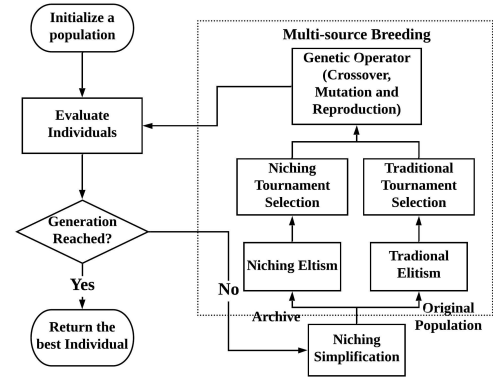 Initialize a
population
Evaluate
Individuals
Generation
Reached?
Yes
Return the
best Individual
No
Multi-source Breeding
Genetic Operator
(Crossover,
Mutation and
Reproduction)
Niching
Tournament
Selection
Traditional
Tournament
Selection
Niching Eltism
Tradional
Elitism
Archive
Original
Population
Niching
Simplification